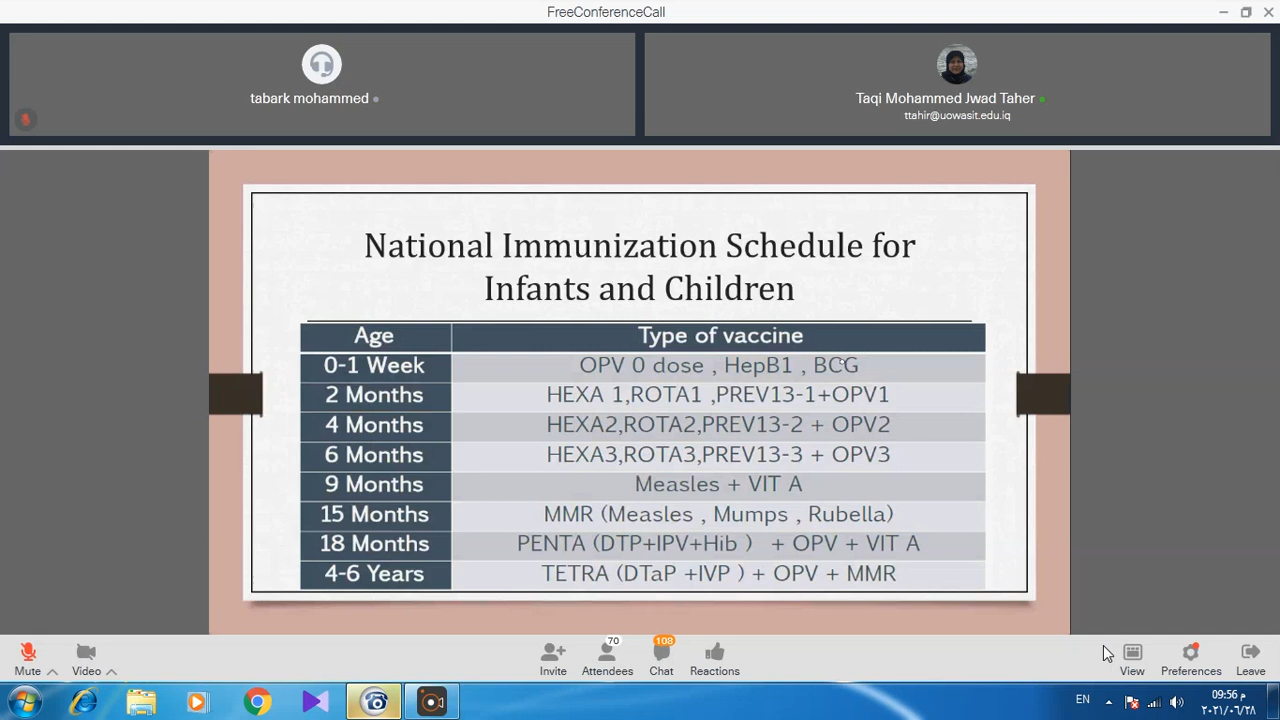 FreeConferenceCall
tabark mohammed
Taqi Mohammed Jwad Taher
ttahir@uowasit.edu.iq
National Immunization Schedule for
Infants and Children
Age Type of vaccine
0-1 Week OPV 0 dose , HepB1 , BCG
2 Months HEXA 1,ROTA1 ,PREV13-1+OPV1
4 Months HEXA2,ROTA2,PREV13-2 + OPV2
6 Months HEXA3,ROTA3,PREV13-3 + OPV3
9 Months Measles + VIT A
15 Months MMR (Measles , Mumps , Rubella)
18 Months PENTA (DTP+IPV+Hib ) + OPV + VIT A
4-6 Years TETRA (DTaP +IVP ) + OPV + MMR
70 108
Mute Video Invite Attendees Chat Reactions View Preferences Leave
EN 09:56 م
٢٠٢١/٠٦/٢٨